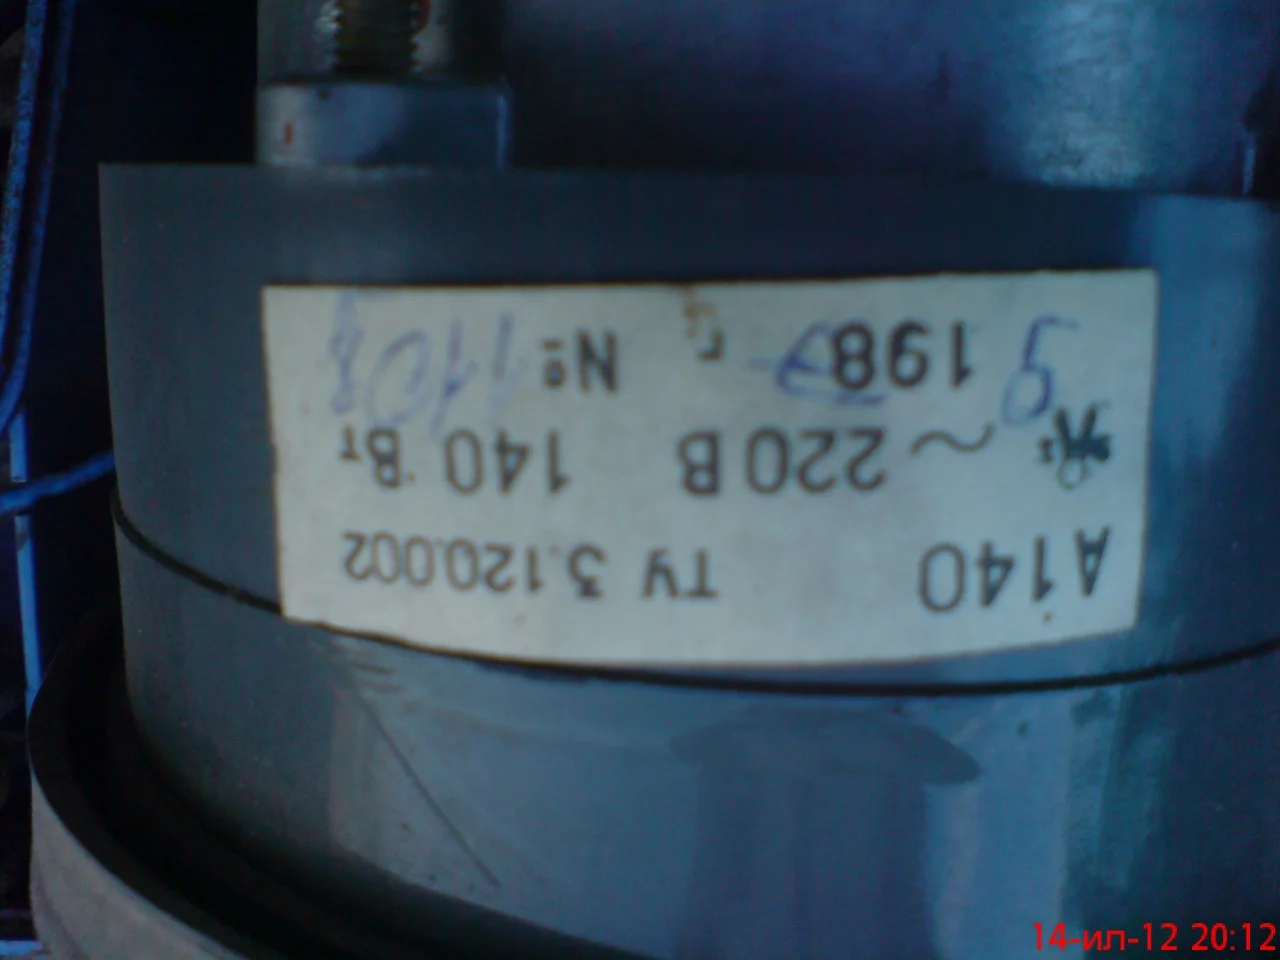 А140 ТУ 3.120.002
~ 220 В 140 Вт
198 г. №
14-ил-12 20:12